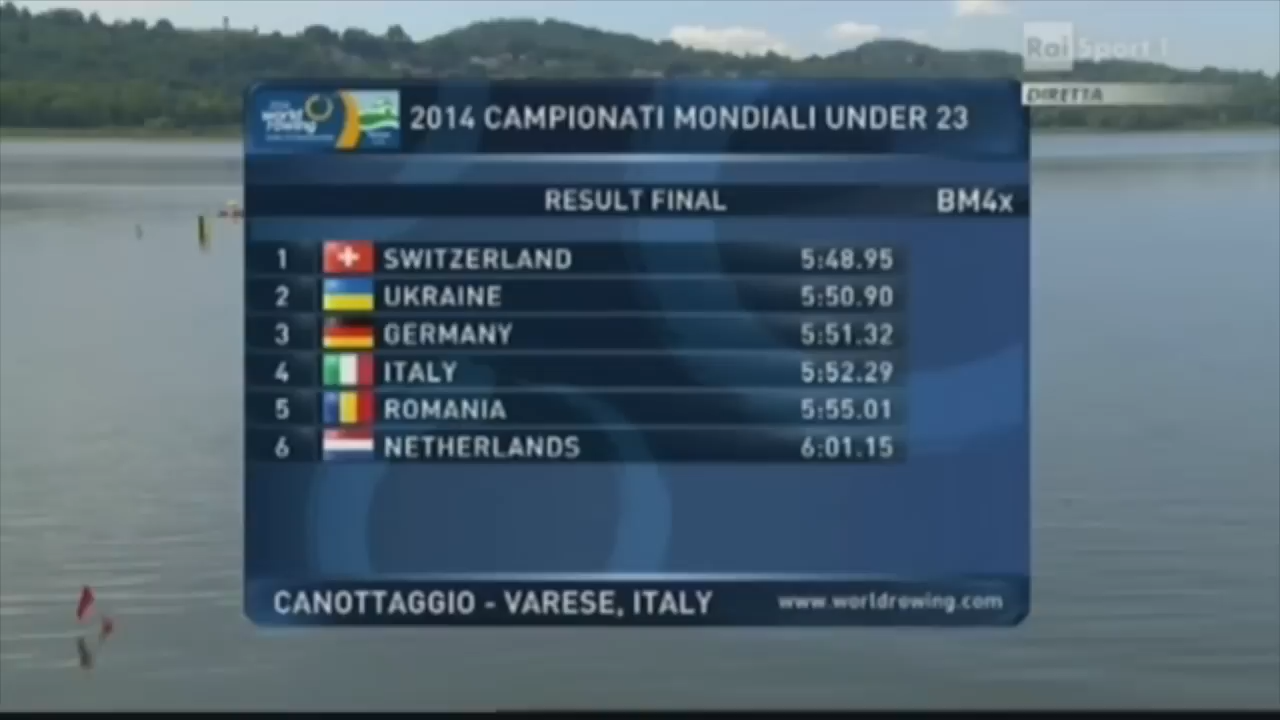 Rai Sport 1
DIRETTA
world rowing
2014 CAMPIONATI MONDIALI UNDER 23
RESULT FINAL BM4x
1 SWITZERLAND 5:48.95
2 UKRAINE 5:50.90
3 GERMANY 5:51.32
4 ITALY 5:52.29
5 ROMANIA 5:55.01
6 NETHERLANDS 6:01.15
CANOTTAGGIO - VARESE, ITALY www.worldrowing.com